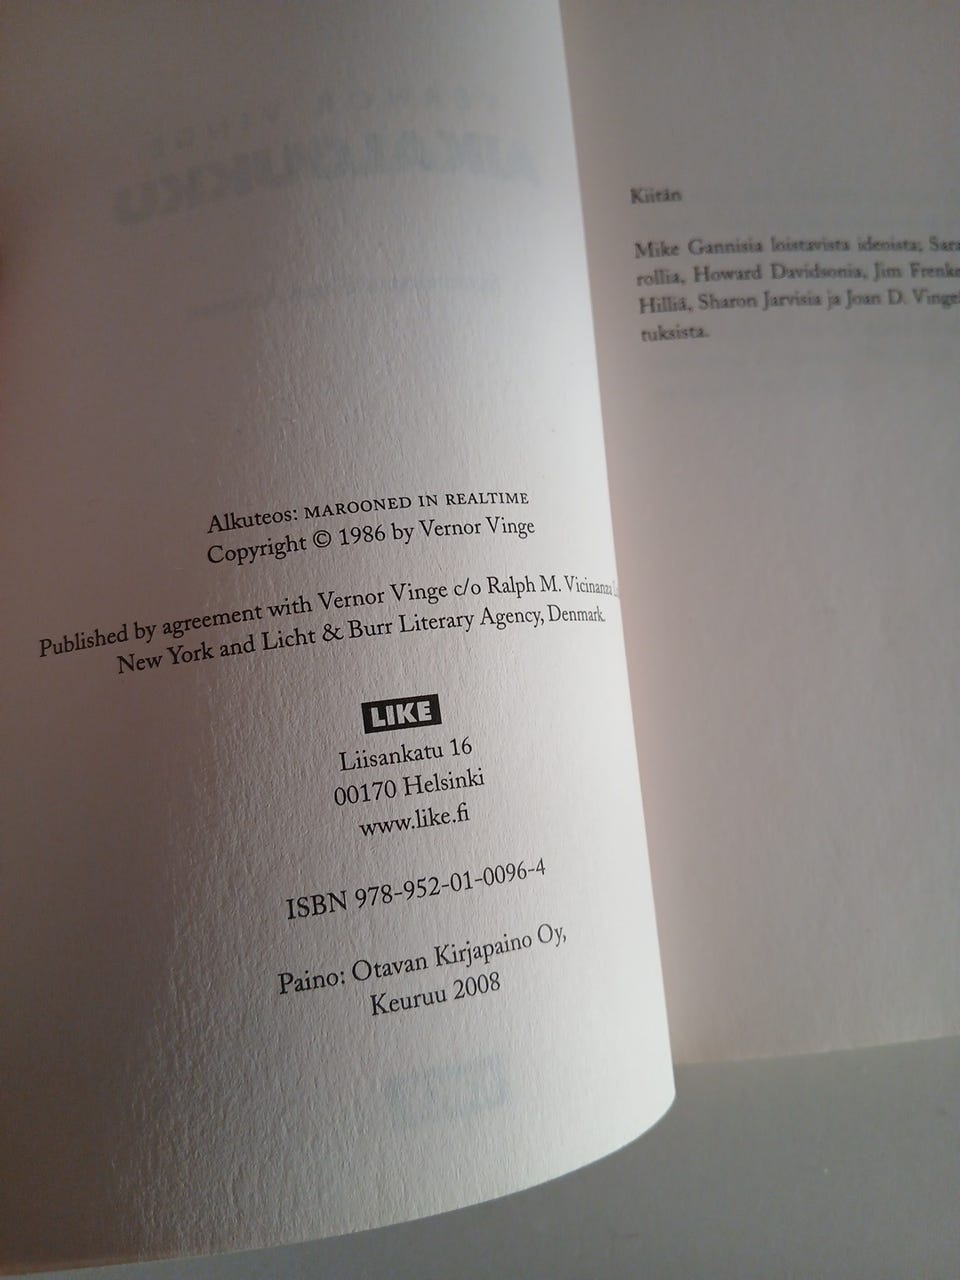 Alkuteos: MAROONED IN REALTIME
Copyright © 1986 by Vernor Vinge
Published by agreement with Vernor Vinge c/o Ralph M. Vicinanza
New York and Licht & Burr Literary Agency, Denmark.
LIKE
Liisankatu 16
00170 Helsinki
www.like.fi
ISBN 978-952-01-0096-4
Paino: Otavan Kirjapaino Oy,
Keuruu 2008
Kiitän
Mike Gannisia loistavista ideoista; Sara
rollia, Howard Davidsonia, Jim Frenke
Hilliä, Sharon Jarvisia ja Joan D. Vinge
tuksista.